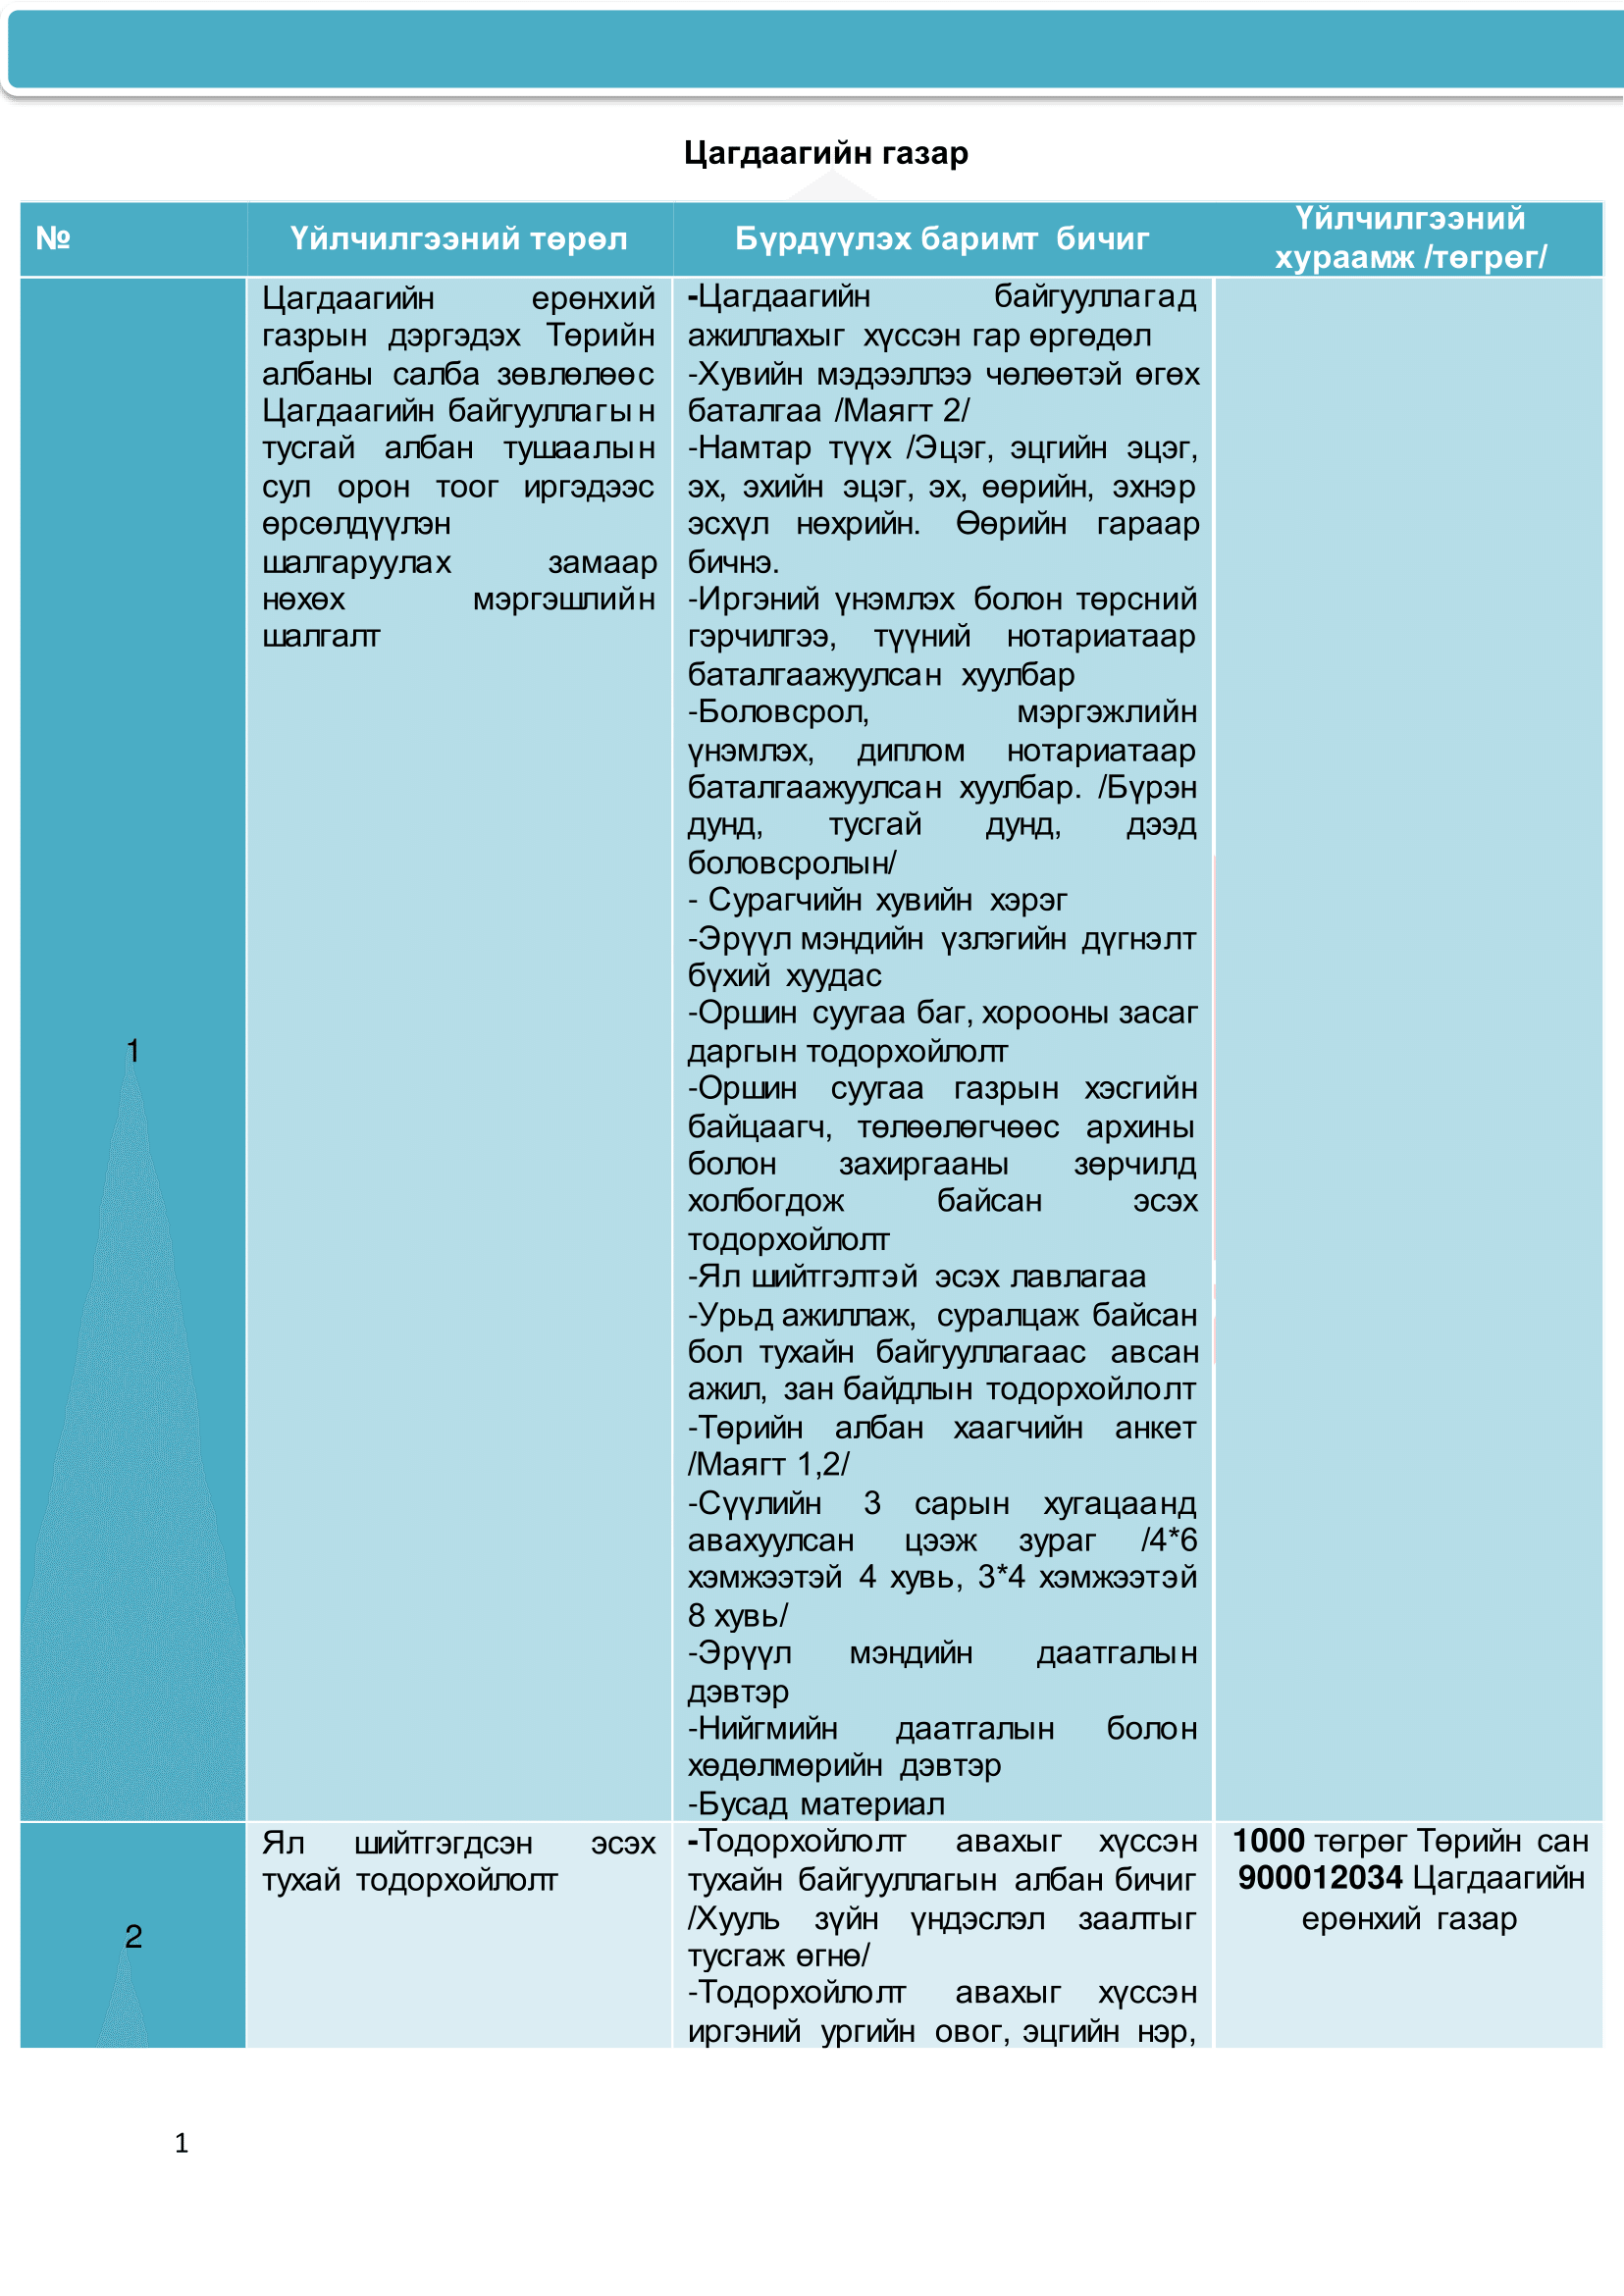 Цагдаагийн газар
№
Үйлчилгээний төрөл
Бүрдүүлэх баримт бичиг
Үйлчилгээний
хураамж /төгрөг/
1
Цагдаагийн ерөнхий
газрын дэргэдэх Төрийн
албаны салба зөвлөлөөс
Цагдаагийн байгууллагын
тусгай албан тушаалын
сул орон тоог иргэдээс
өрсөлдүүлэн
шалгаруулах замаар
нөхөх мэргэшлийн
шалгалт
-Цагдаагийн байгууллагад
ажиллахыг хүссэн гар өргөдөл
-Хувийн мэдээллээ чөлөөтэй өгөх
баталгаа /Маягт 2/
-Намтар түүх /Эцэг, эцгийн эцэг,
эх, эхийн эцэг, эх, өөрийн, эхнэр
эсхүл нөхрийн. Өөрийн гараар
бичнэ.
-Иргэний үнэмлэх болон төрсний
гэрчилгээ, түүний нотариатаар
баталгаажуулсан хуулбар
-Боловсрол, мэргэжлийн
үнэмлэх, диплом нотариатаар
баталгаажуулсан хуулбар. /Бүрэн
дунд, тусгай дунд, дээд
боловсролын/
- Сурагчийн хувийн хэрэг
-Эрүүл мэндийн үзлэгийн дүгнэлт
бүхий хуудас
-Оршин суугаа баг, хорооны засаг
даргын тодорхойлолт
-Оршин суугаа газрын хэсгийн
байцаагч, төлөөлөгчөөс архины
болон захиргааны зөрчилд
холбогдож байсан эсэх
тодорхойлолт
-Ял шийтгэлтэй эсэх лавлагаа
-Урьд ажиллаж, суралцаж байсан
бол тухайн байгууллагаас авсан
ажил, зан байдлын тодорхойлолт
-Төрийн албан хаагчийн анкет
/Маягт 1,2/
-Сүүлийн 3 сарын хугацаанд
авахуулсан цээж зураг /4*6
хэмжээтэй 4 хувь, 3*4 хэмжээтэй
8 хувь/
-Эрүүл мэндийн даатгалын
дэвтэр
-Нийгмийн даатгалын болон
хөдөлмөрийн дэвтэр
-Бусад материал
2
Ял шийтгэгдсэн эсэх
тухай тодорхойлолт
-Тодорхойлолт авахыг хүссэн
тухайн байгууллагын албан бичиг
/Хууль зүйн үндэслэл заалтыг
тусгаж өгнө/
-Тодорхойлолт авахыг хүссэн
иргэний ургийн овог, эцгийн нэр,
1000 төгрөг Төрийн сан
900012034 Цагдаагийн
ерөнхий газар
1